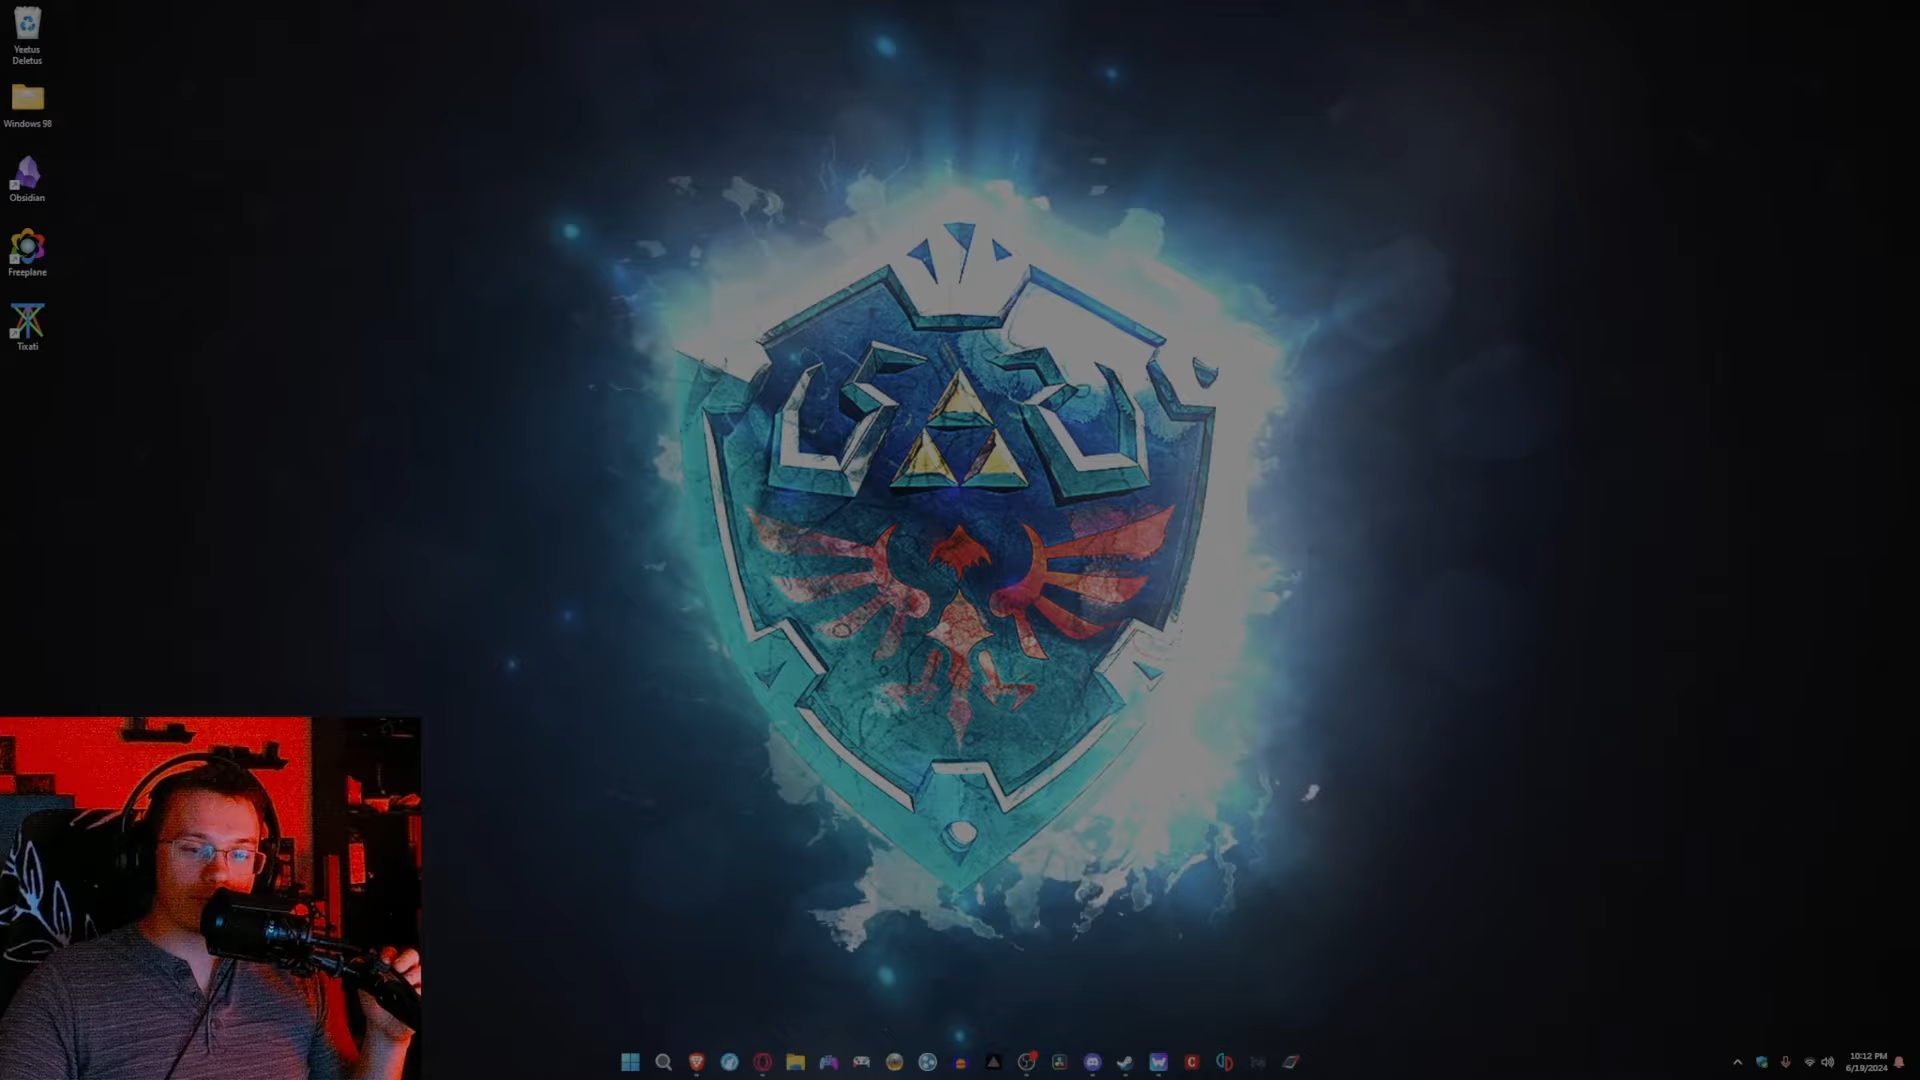 Yeetus
Deletus
Windows 98
Obsidian
Freeplane
Tixati
10:12 PM
6/19/2024